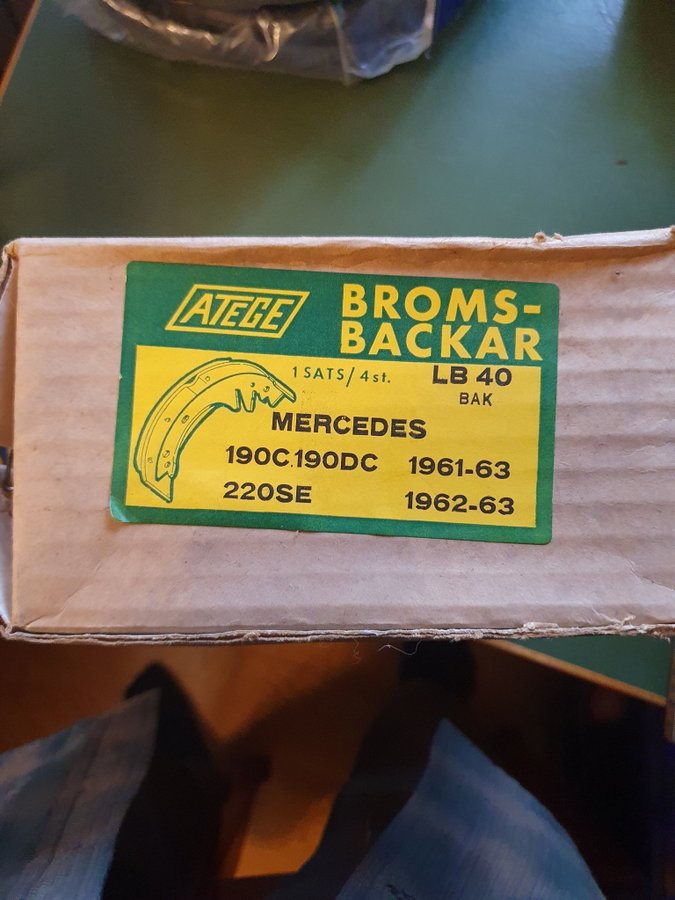 ATEGE
BROMS-
BACKAR
1 SATS/4 st.
LB 40
BAK
MERCEDES
190C.190DC 1961-63
220SE 1962-63